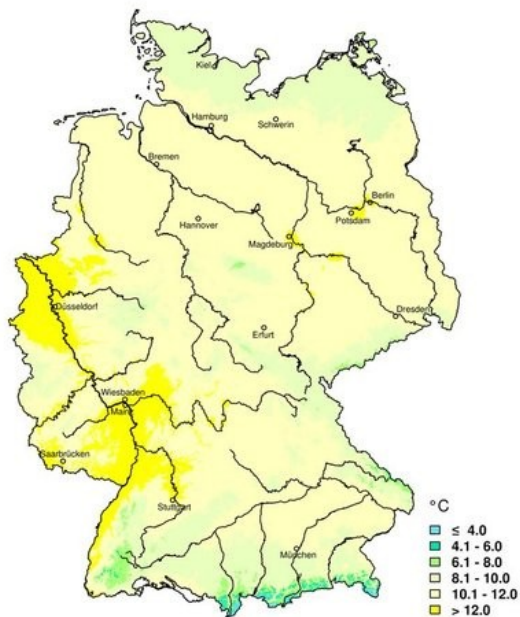 Kiel
Schwerin
Hamburg
Bremen
Berlin
Potsdam
Hannover
Magdeburg
Düsseldorf
Dresden
Erfurt
Wiesbaden
Mainz
Saarbrücken
Stuttgart
München
°C
≤ 4.0
4.1 - 6.0
6.1 - 8.0
8.1 - 10.0
10.1 - 12.0
> 12.0